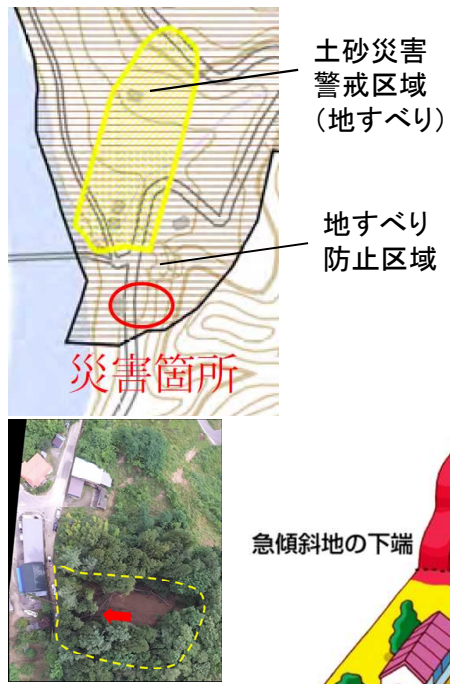 土砂災害
警戒区域
(地すべり)
地すべり
防止区域
災害箇所
急傾斜地の下端